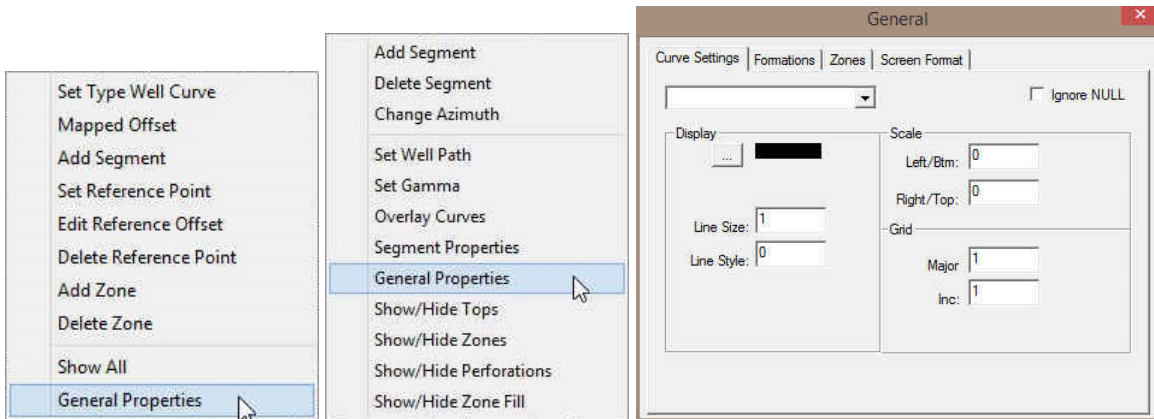 Set Type Well Curve
Mapped Offset
Add Segment
Set Reference Point
Edit Reference Offset
Delete Reference Point
Add Zone
Delete Zone
Show All
General Properties
Add Segment
Delete Segment
Change Azimuth
Set Well Path
Set Gamma
Overlay Curves
Segment Properties
General Properties
Show/Hide Tops
Show/Hide Zones
Show/Hide Perforations
Show/Hide Zone Fill
General
Curve Settings Formations Zones Screen Format
Ignore NULL
Display
...
Line Size: 1
Line Style: 0
Scale
Left/Btm: 0
Right/Top: 0
Grid
Major 1
Inc: 1